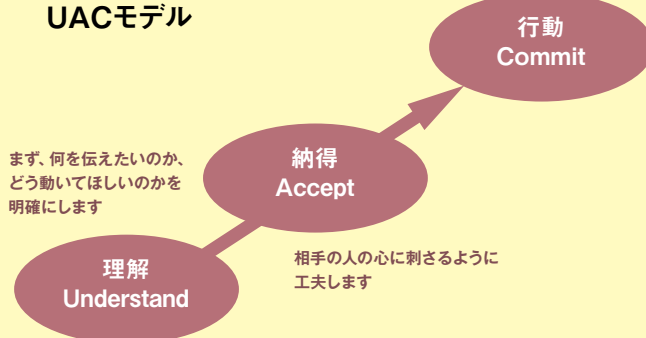 UACモデル
行動
Commit
納得
Accept
まず、何を伝えたいのか、
どう動いてほしいのかを
明確にします
相手の人の心に刺さるように
工夫します
理解
Understand